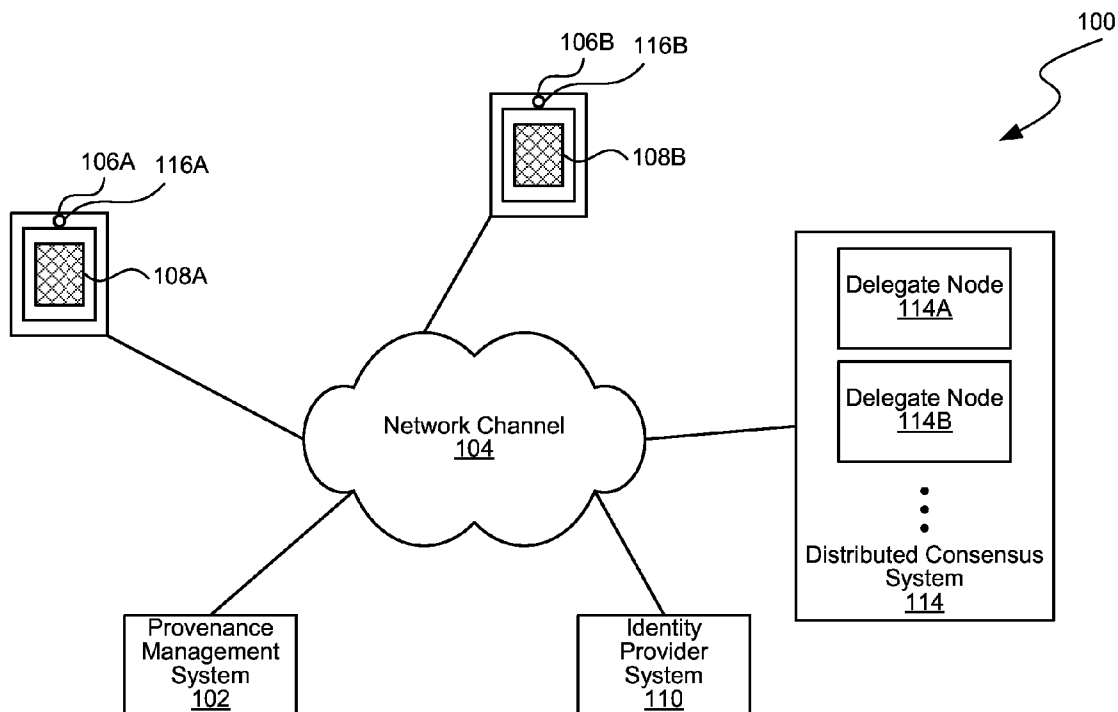 100
106B
116B
108B
106A
116A
108A
Delegate Node
114A
Delegate Node
114B
Distributed Consensus
System
114
Network Channel
104
Provenance
Management
System
102
Identity
Provider System
110